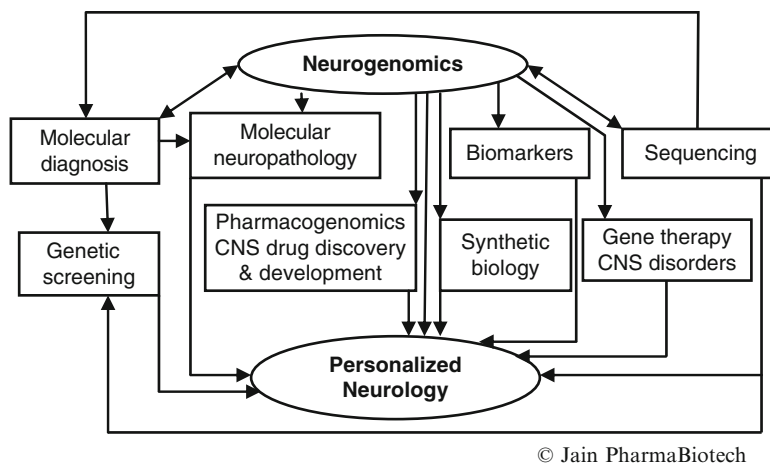 Neurogenomics
Molecular
diagnosis
Molecular
neuropathology
Biomarkers
Sequencing
Genetic
screening
Pharmacogenomics
CNS drug discovery
& development
Synthetic
biology
Gene therapy
CNS disorders
Personalized
Neurology
© Jain PharmaBiotech